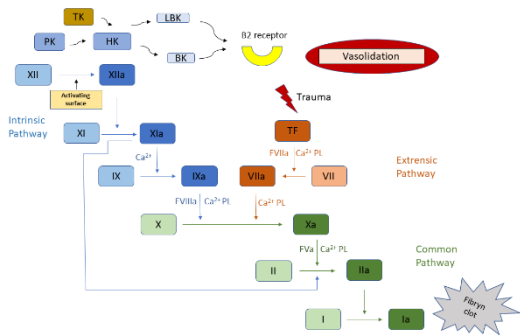 TK
LBK
B2 receptor
PK
HK
BK
Vasolidation
XII
XIIa
Activating
surface
Trauma
Intrinsic
Pathway
XI
XIa
TF
Ca2+
FVIIa
Ca2+ PL
Extrensic
Pathway
IX
IXa
VIIa
VII
FVIIIa
Ca2+ PL
Ca2+ PL
X
Xa
FVa
Ca2+ PL
Common
Pathway
II
IIa
Fibryn
clot
I
Ia